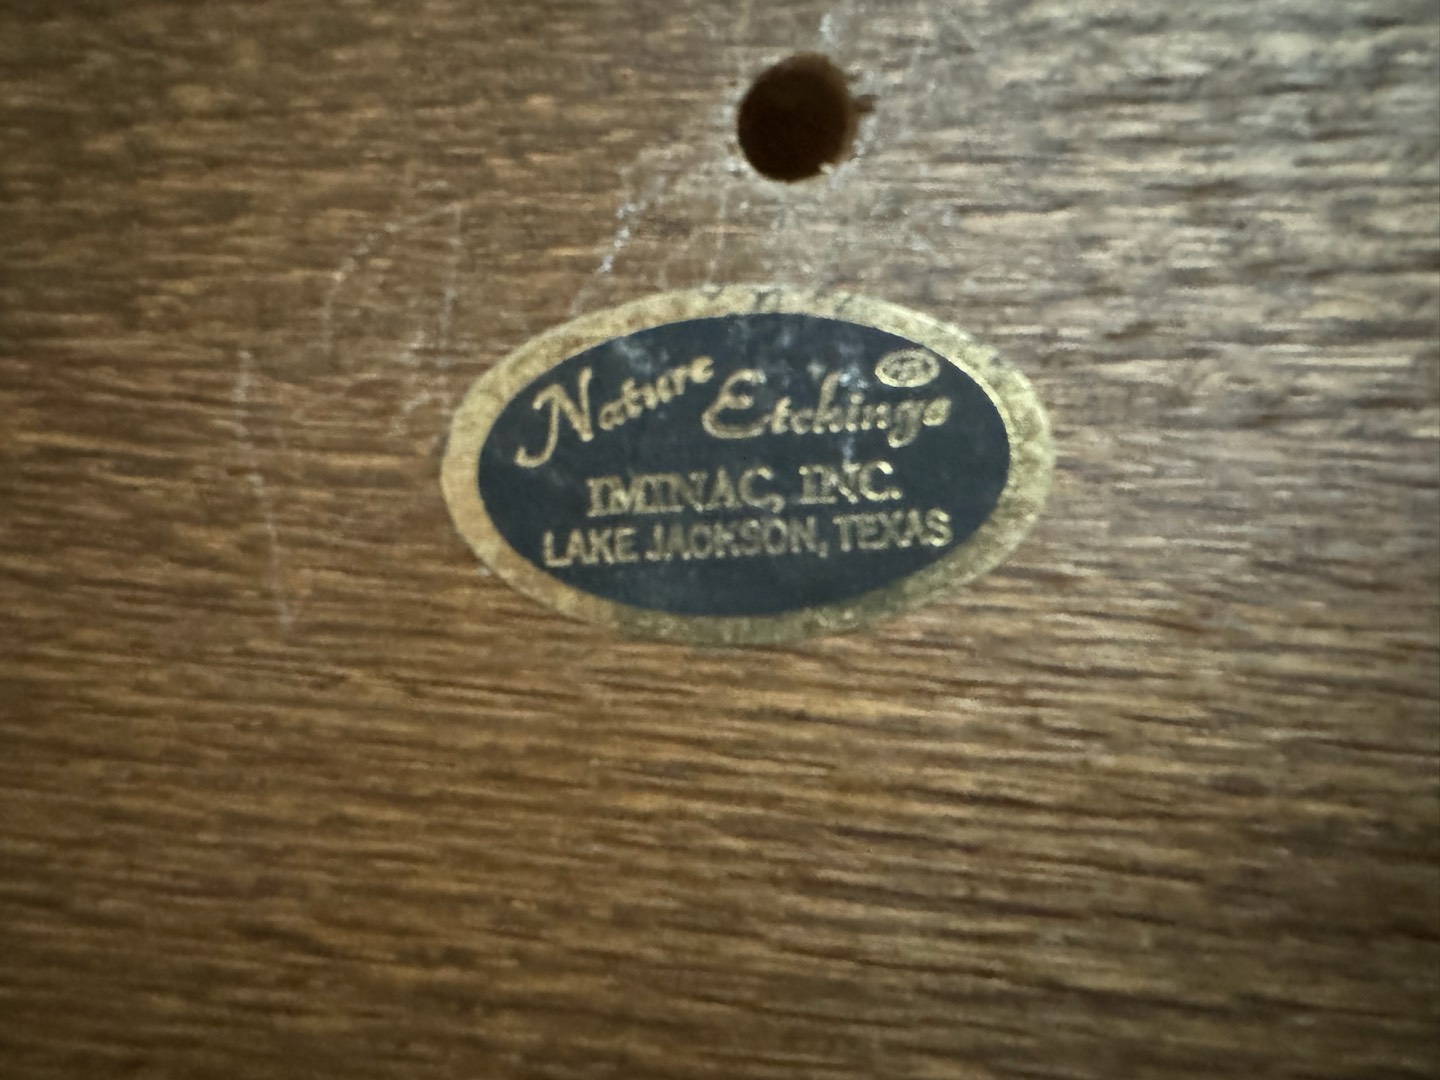 Nature Etchings
IMINAC, INC.
LAKE JACKSON, TEXAS